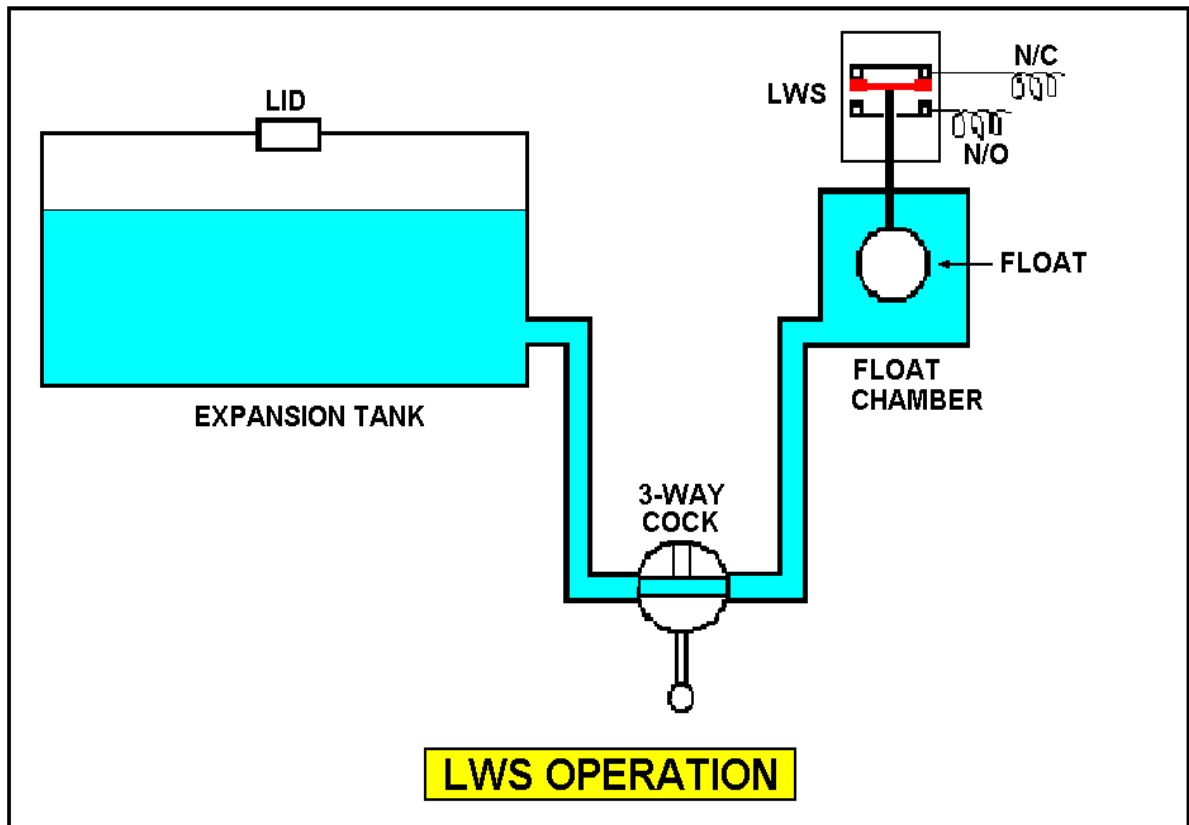 LID
LWS
N/C
N/O
FLOAT
FLOAT
CHAMBER
EXPANSION TANK
3-WAY
COCK
LWS OPERATION